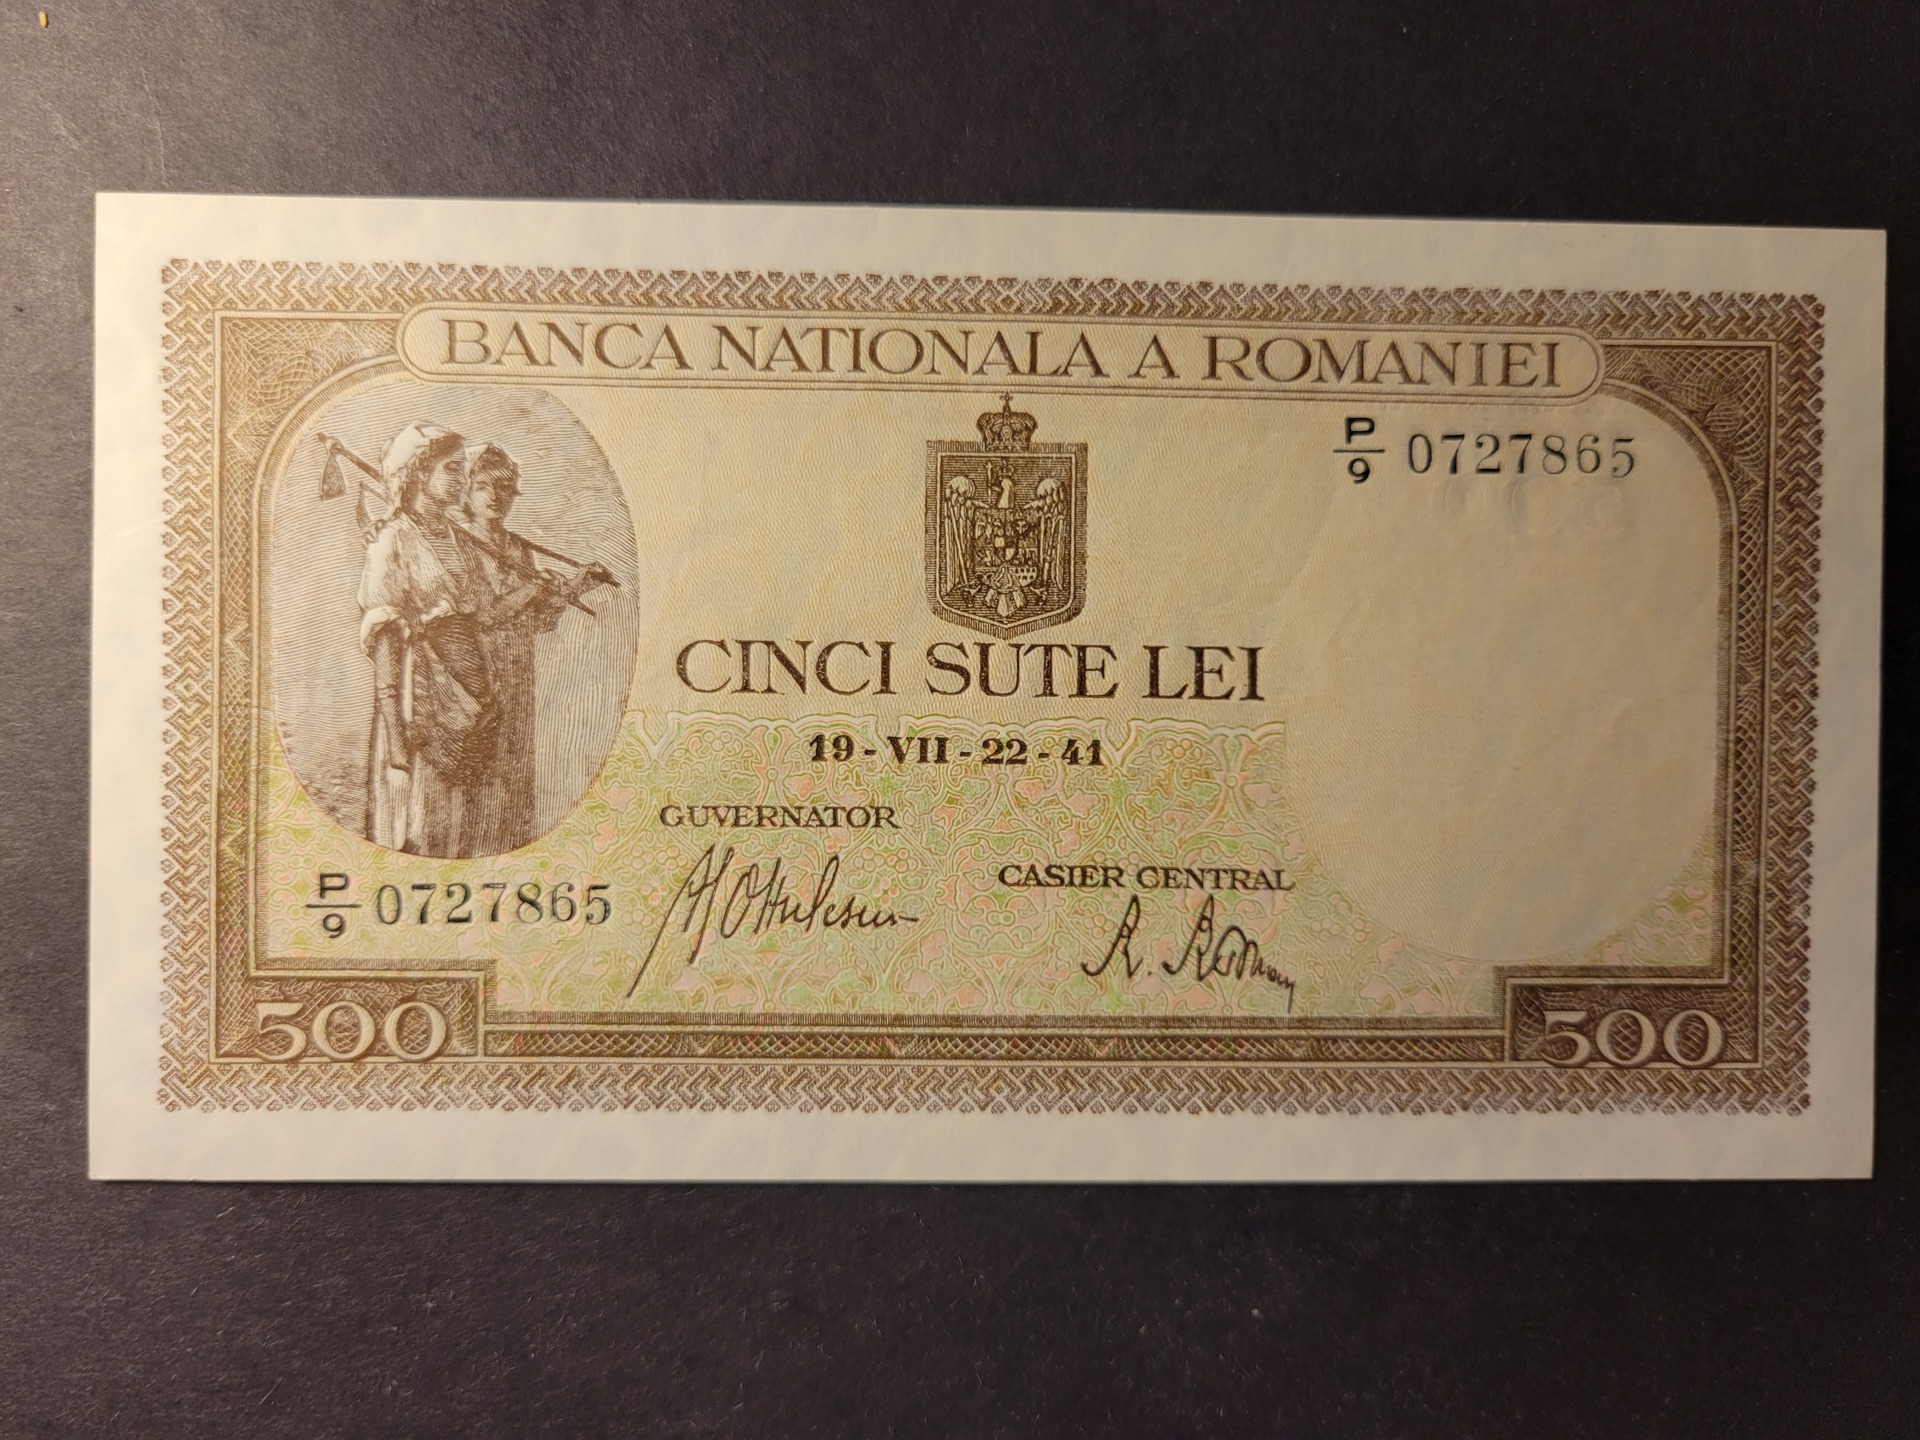 BANCA NATIONALA A ROMANIEI
P/9 0727865
CINCI SUTE LEI
19-VII-22-41
GUVERNATOR
CASIER CENTRAL
P/9 0727865
500
500